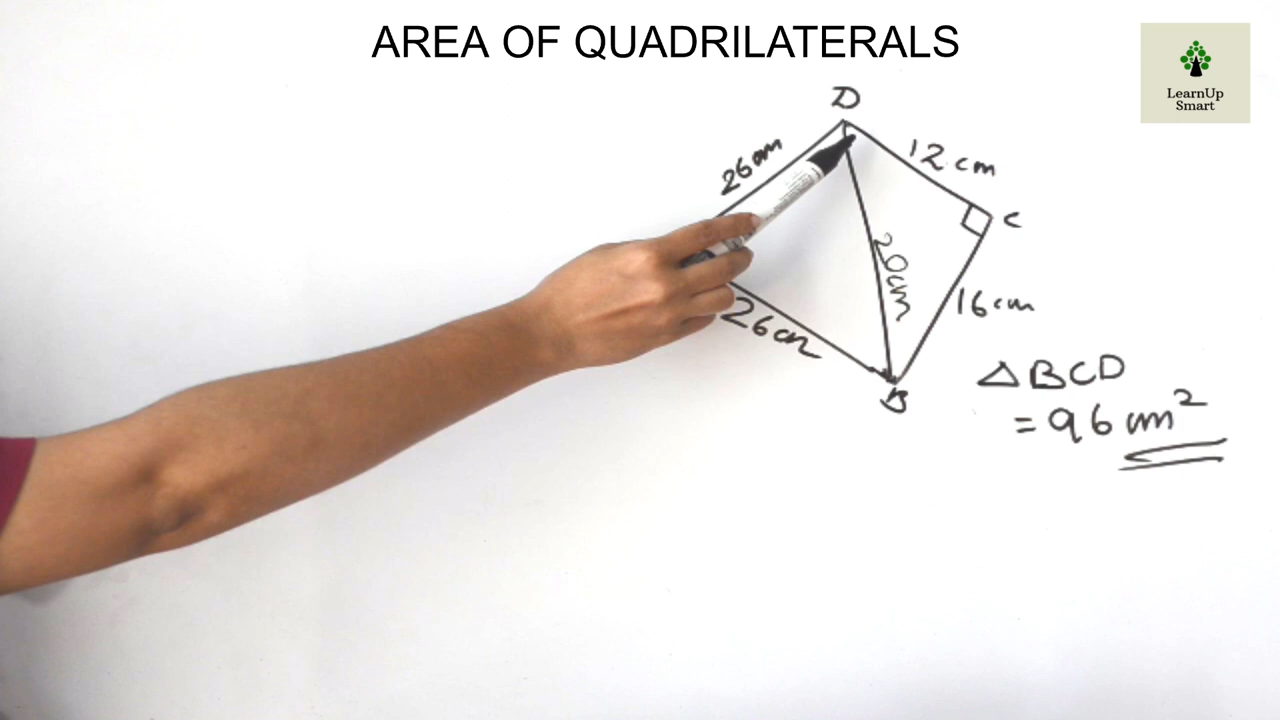 AREA OF QUADRILATERALS
LearnUp
Smart
D
26cm
12 cm
C
20cm
16cm
26cm
B
△ BCD
= 96 cm²